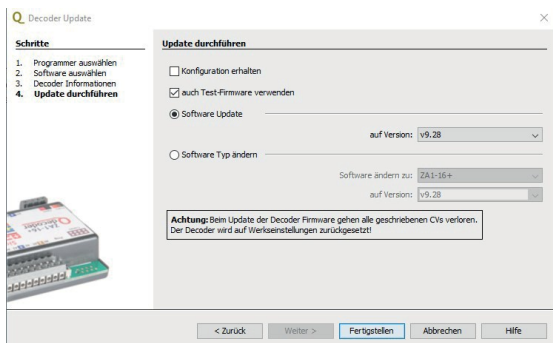 Decoder Update
Schritte
1. Programmer auswählen
2. Software auswählen
3. Decoder Informationen
4. Update durchführen
Update durchführen
Konfiguration erhalten
auch Test-Firmware verwenden
Software Update
auf Version: v9.28
Software Typ ändern
Software ändern zu: ZA1-16+
auf Version: v9.28
Achtung: Beim Update der Decoder Firmware gehen alle geschriebenen CVs verloren.
Der Decoder wird auf Werkseinstellungen zurückgesetzt!
Qdecoder
ZA1-16+
< Zurück Weiter > Fertigstellen Abbrechen Hilfe